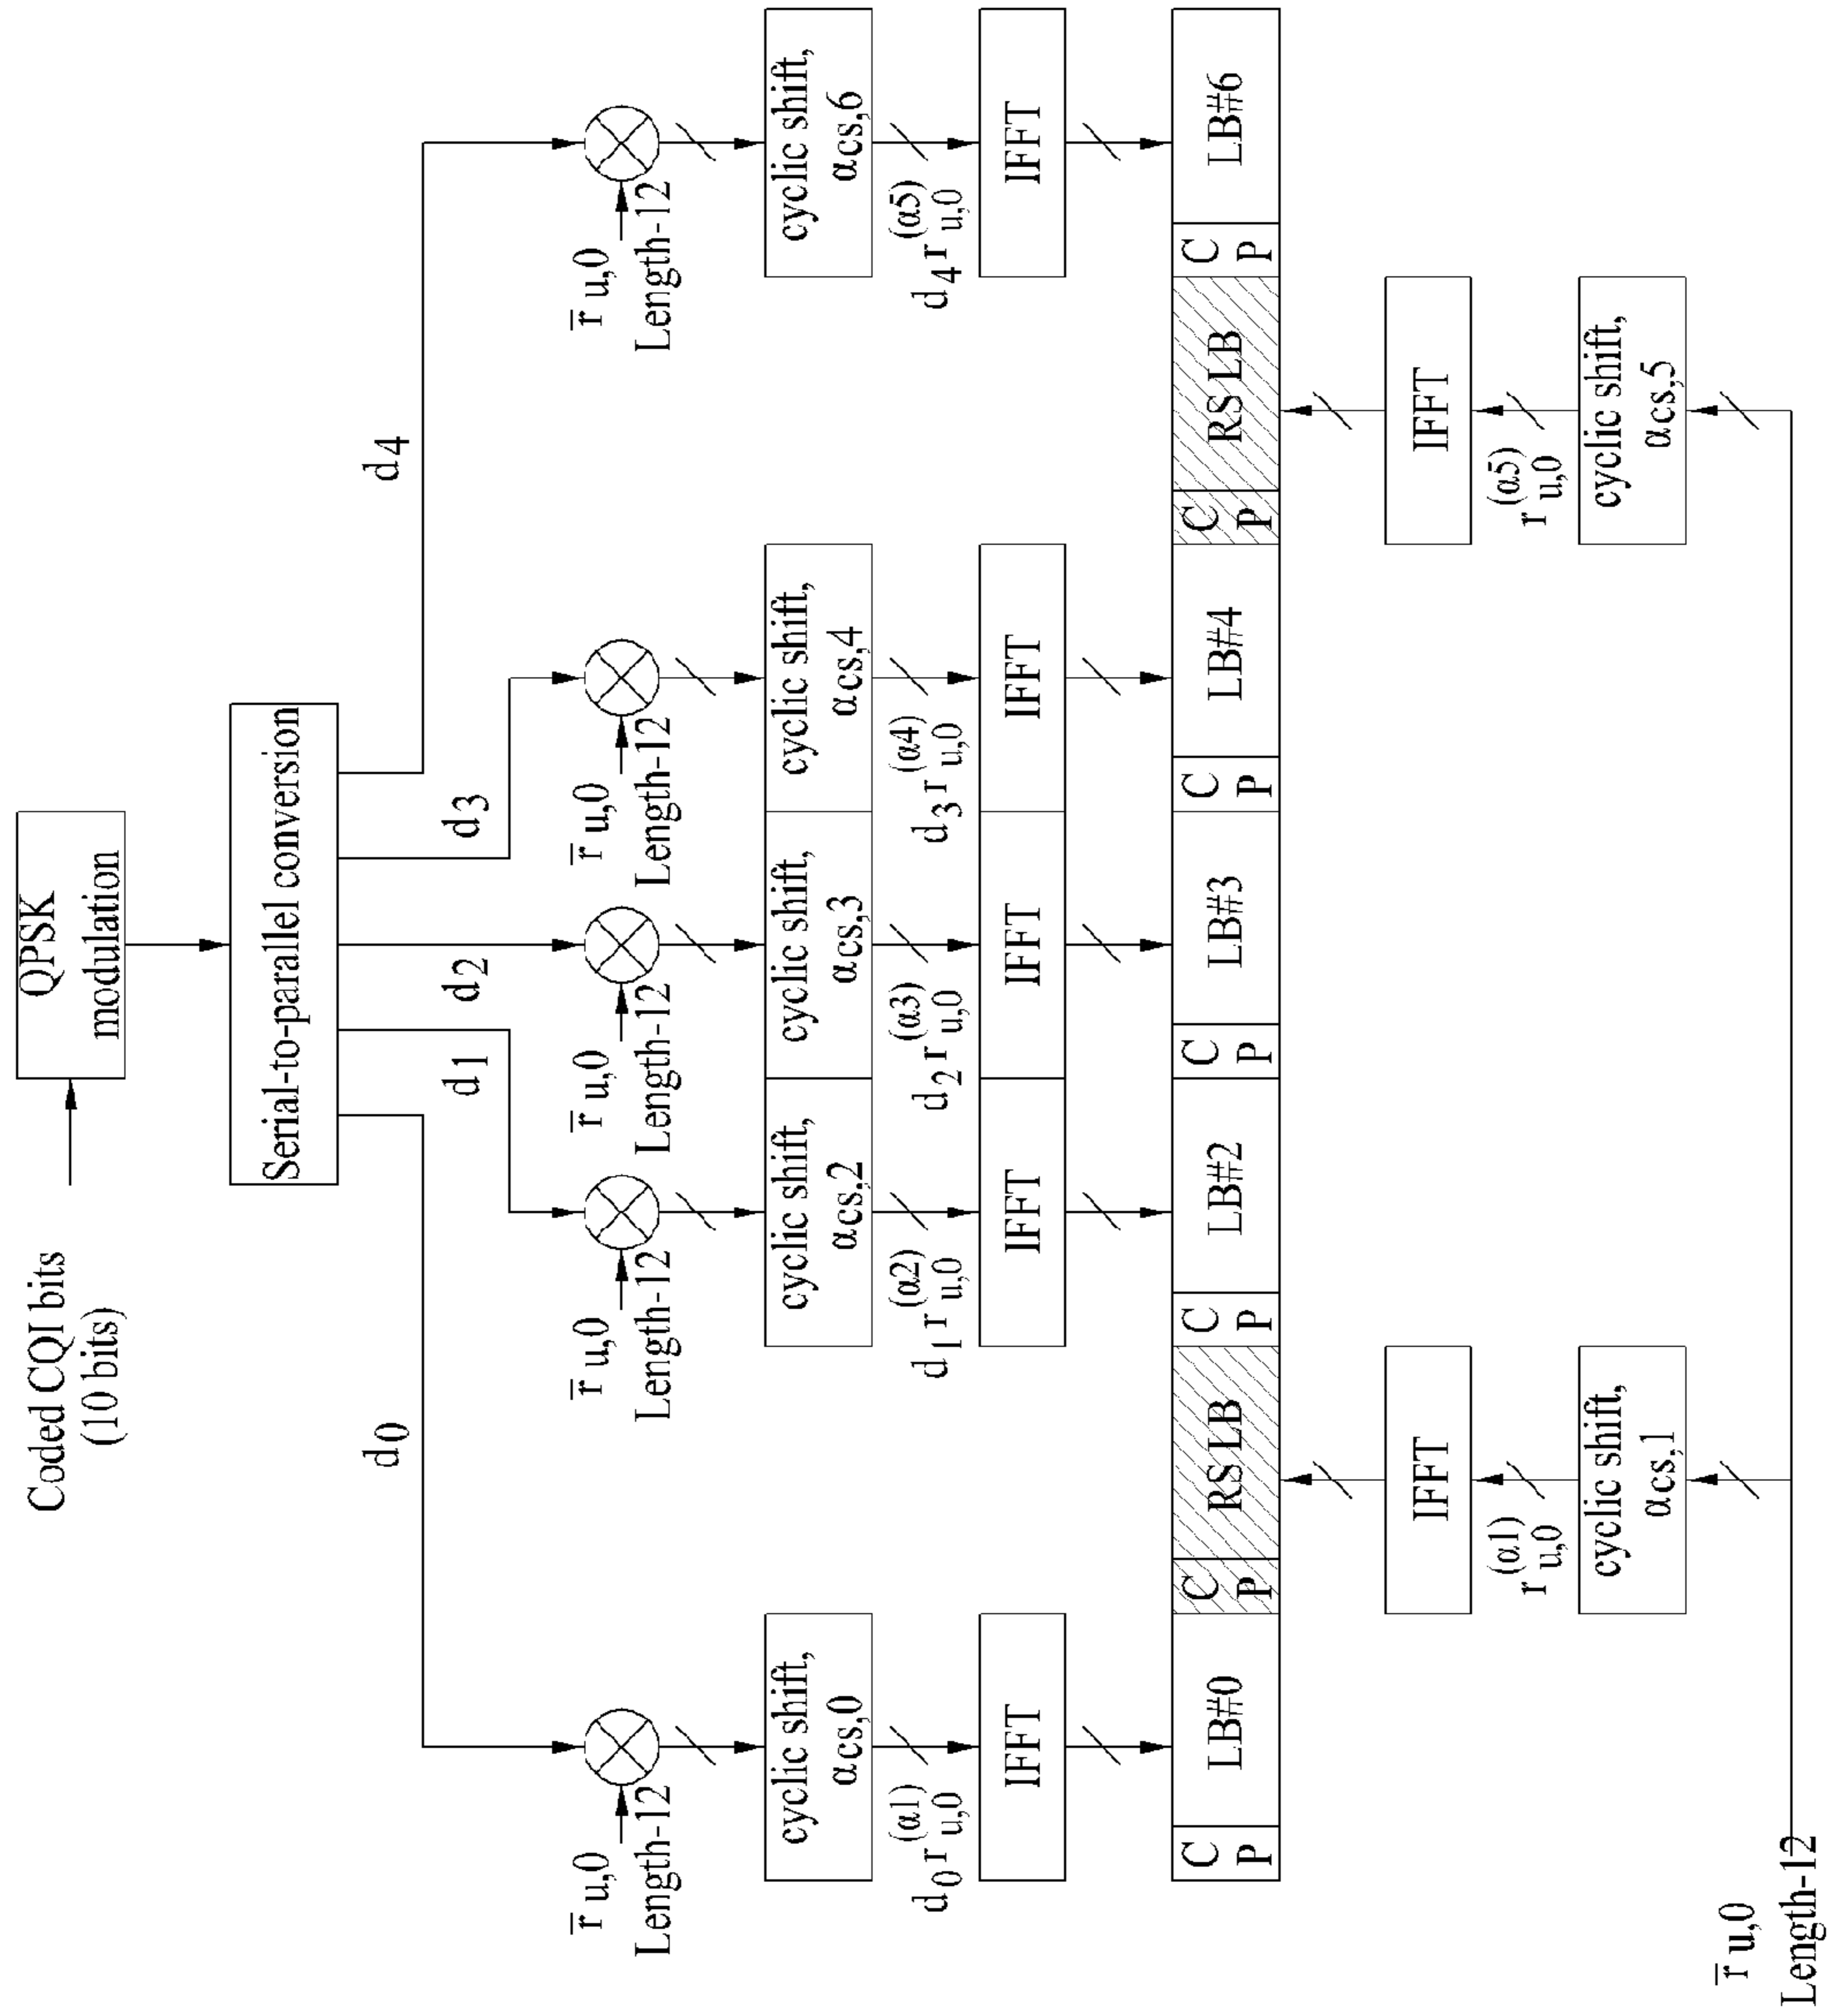 Coded CQI bits
(10 bits)
QPSK
modulation
Serial-to-parallel conversion
d0
d1
d2
d3
d4
r̅ u,0
Length-12
r̅ u,0
Length-12
r̅ u,0
Length-12
r̅ u,0
Length-12
r̅ u,0
Length-12
cyclic shift,
αcs,0
cyclic shift,
αcs,2
cyclic shift,
αcs,3
cyclic shift,
αcs,4
cyclic shift,
αcs,6
d0 r u,0 (α1)
d1 r u,0 (α2)
d2 r u,0 (α3)
d3 r u,0 (α4)
d4 r u,0 (α5)
IFFT
IFFT
IFFT
IFFT
IFFT
C
P
LB#0
C
P
RS LB
C
P
LB#2
C
P
LB#3
C
P
LB#4
C
P
RS LB
C
P
LB#6
IFFT
IFFT
r u,0 (α1)
r u,0 (α5)
cyclic shift,
αcs,1
cyclic shift,
αcs,5
r̅ u,0
Length-12